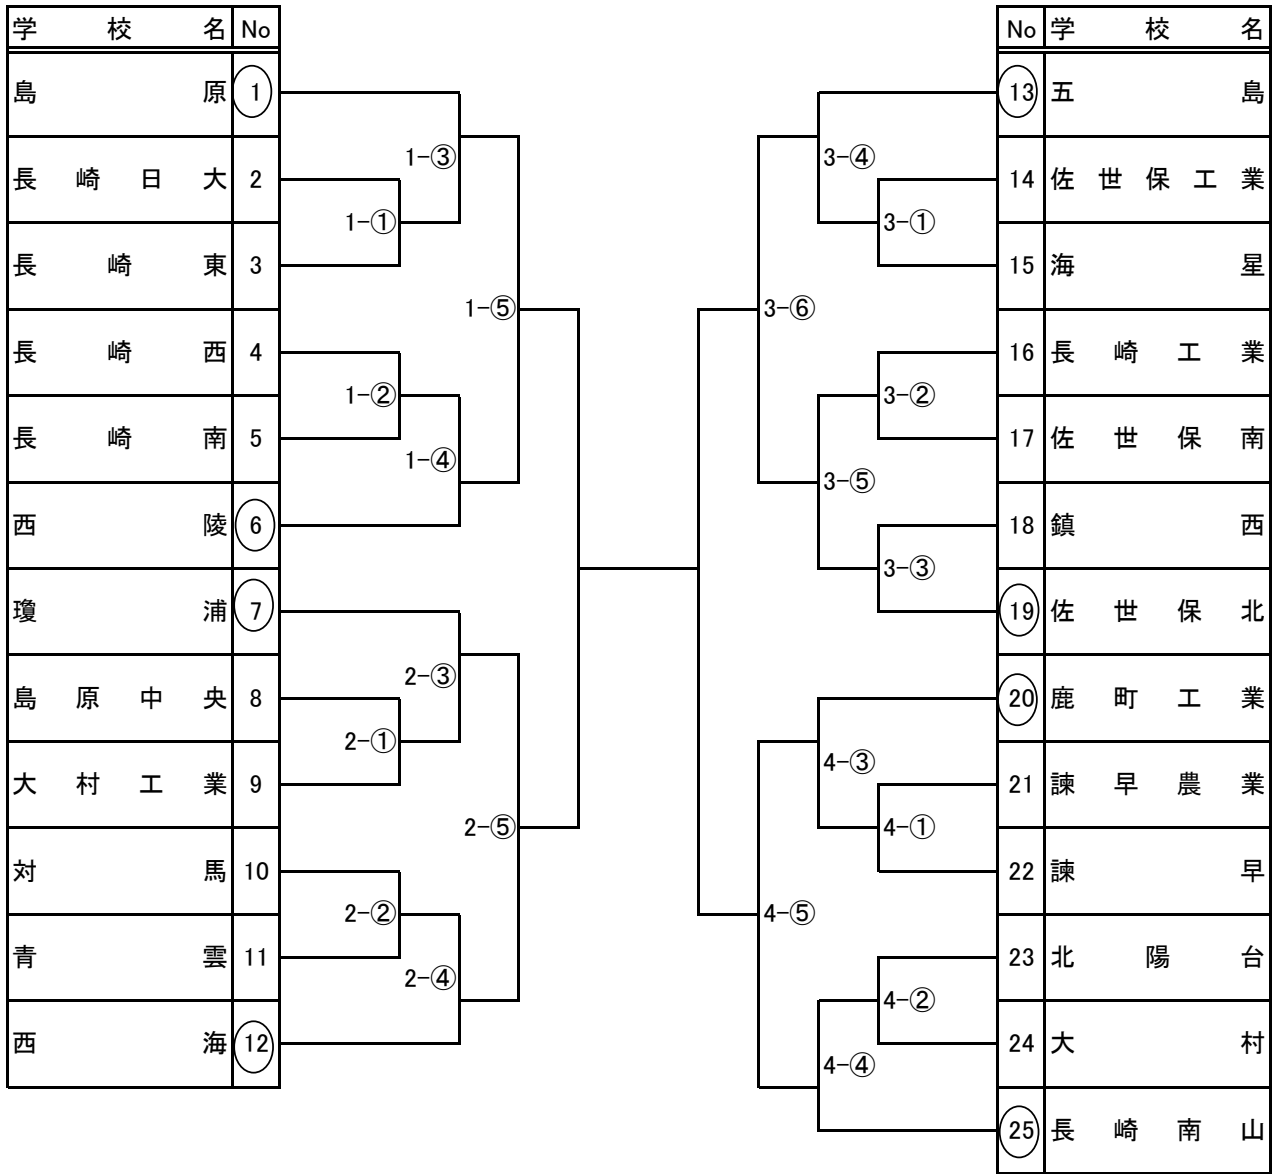 学校名 No No 学校名
島原 1 13 五島
1-③ 3-④
長崎日大 2 14 佐世保工業
1-① 3-①
長崎東 3 15 海星
1-⑤ 3-⑥
長崎西 4 16 長崎工業
1-② 3-②
長崎南 5 17 佐世保南
1-④ 3-⑤
西陵 6 18 鎮西
3-③
瓊浦 7 19 佐世保北
2-③
島原中央 8 20 鹿町工業
2-① 4-③
大村工業 9 21 諫早農業
2-⑤ 4-①
対馬 10 22 諫早
2-② 4-⑤
青雲 11 23 北陽台
2-④ 4-②
西海 12 24 大村
4-④
25 長崎南山